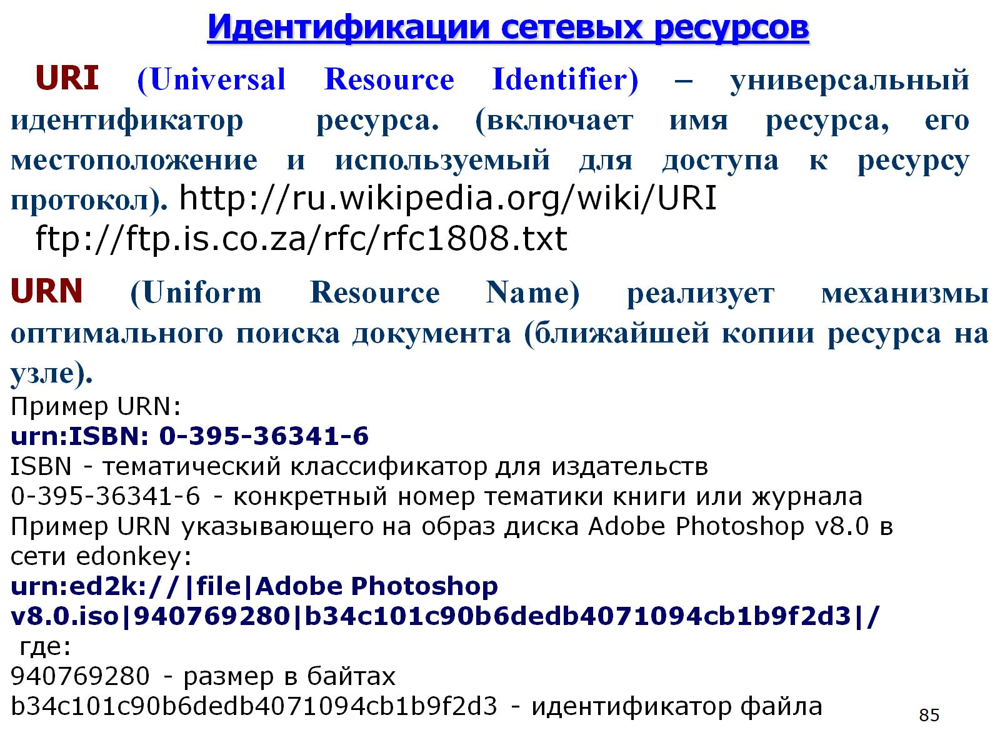 Идентификации сетевых ресурсов
URI (Universal Resource Identifier) – универсальный
идентификатор ресурса. (включает имя ресурса, его
местоположение и используемый для доступа к ресурсу
протокол). http://ru.wikipedia.org/wiki/URI
ftp://ftp.is.co.za/rfc/rfc1808.txt
URN (Uniform Resource Name) реализует механизмы
оптимального поиска документа (ближайшей копии ресурса на
узле).
Пример URN:
urn:ISBN: 0-395-36341-6
ISBN - тематический классификатор для издательств
0-395-36341-6 - конкретный номер тематики книги или журнала
Пример URN указывающего на образ диска Adobe Photoshop v8.0 в
сети edonkey:
urn:ed2k://|file|Adobe Photoshop
v8.0.iso|940769280|b34c101c90b6dedb4071094cb1b9f2d3|/
где:
940769280 - размер в байтах
b34c101c90b6dedb4071094cb1b9f2d3 - идентификатор файла
85